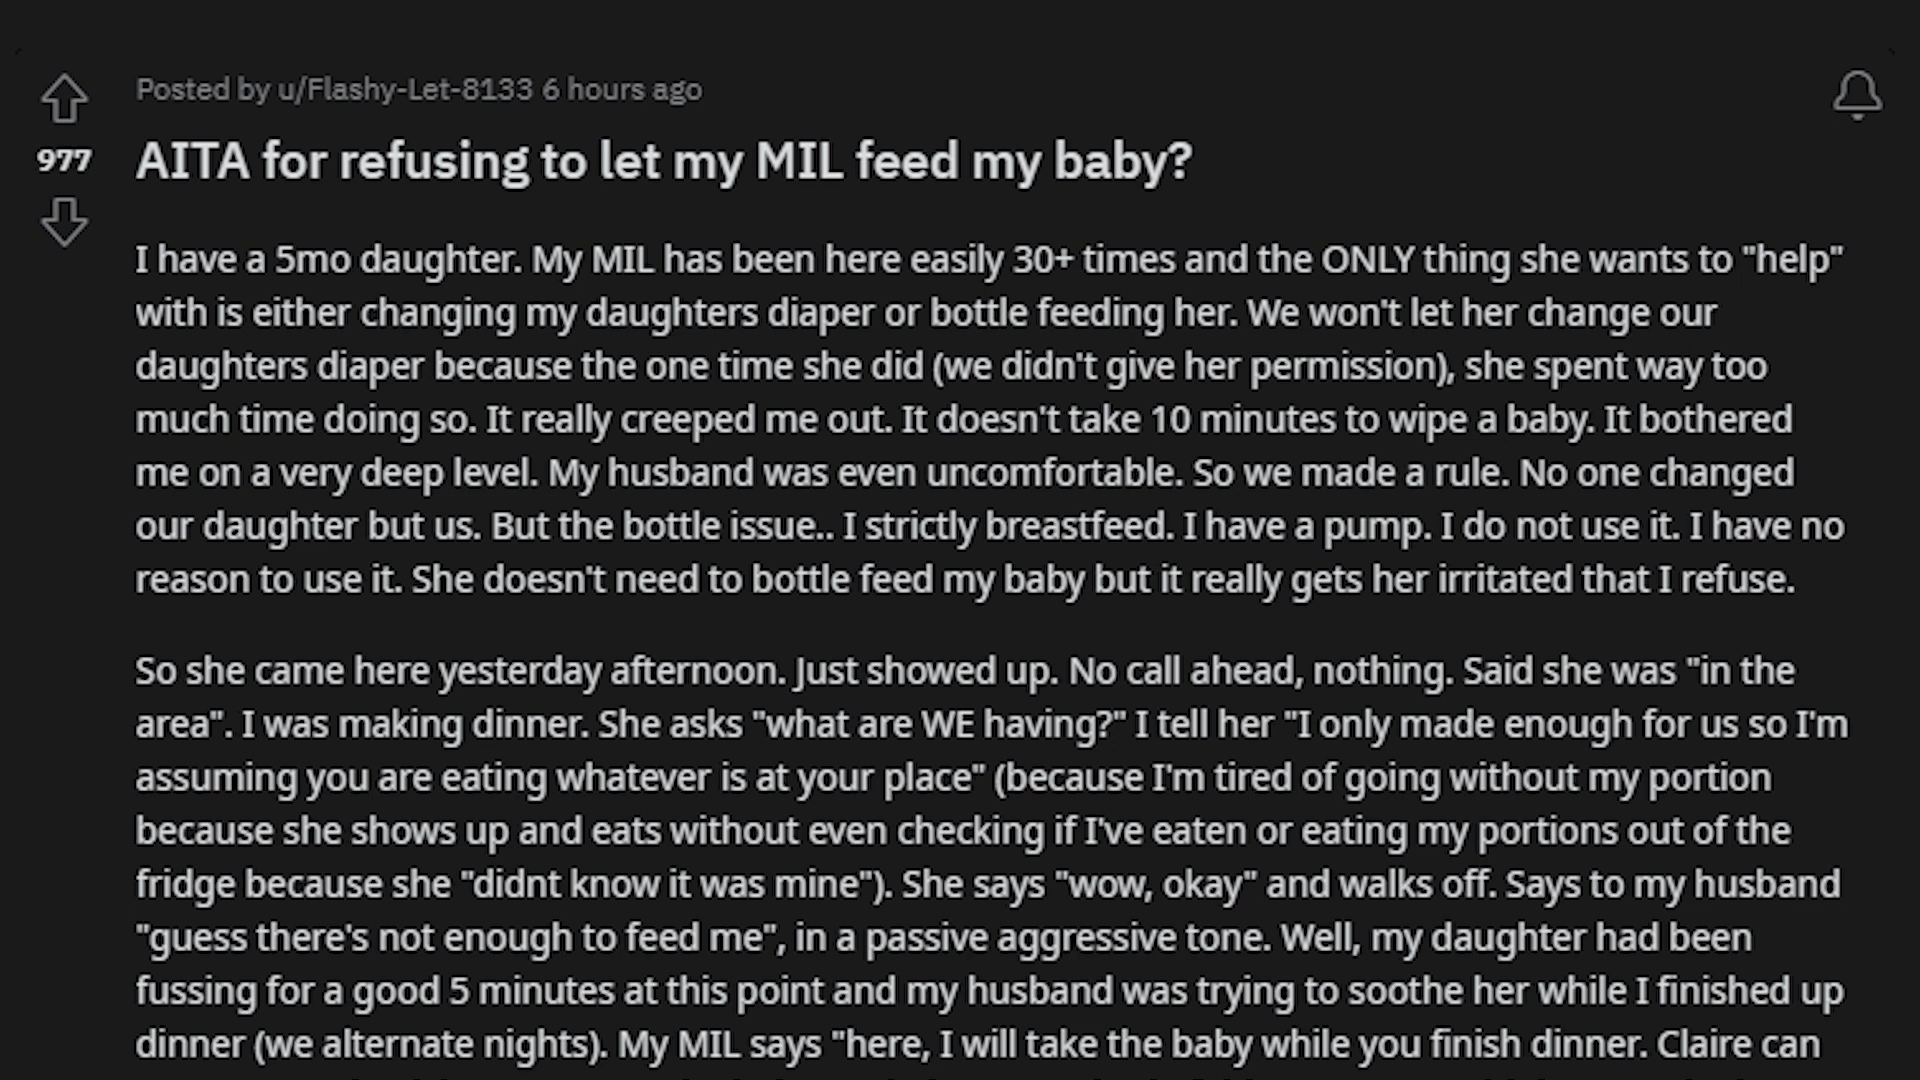 Posted by u/Flashy-Let-8133 6 hours ago
977
AITA for refusing to let my MIL feed my baby?
I have a 5mo daughter. My MIL has been here easily 30+ times and the ONLY thing she wants to "help"
with is either changing my daughters diaper or bottle feeding her. We won't let her change our
daughters diaper because the one time she did (we didn't give her permission), she spent way too
much time doing so. It really creeped me out. It doesn't take 10 minutes to wipe a baby. It bothered
me on a very deep level. My husband was even uncomfortable. So we made a rule. No one changed
our daughter but us. But the bottle issue.. I strictly breastfeed. I have a pump. I do not use it. I have no
reason to use it. She doesn't need to bottle feed my baby but it really gets her irritated that I refuse.
So she came here yesterday afternoon. Just showed up. No call ahead, nothing. Said she was "in the
area". I was making dinner. She asks "what are WE having?" I tell her "I only made enough for us so I'm
assuming you are eating whatever is at your place" (because I'm tired of going without my portion
because she shows up and eats without even checking if I've eaten or eating my portions out of the
fridge because she "didnt know it was mine"). She says "wow, okay" and walks off. Says to my husband
"guess there's not enough to feed me", in a passive aggressive tone. Well, my daughter had been
fussing for a good 5 minutes at this point and my husband was trying to soothe her while I finished up
dinner (we alternate nights). My MIL says "here, I will take the baby while you finish dinner. Claire can